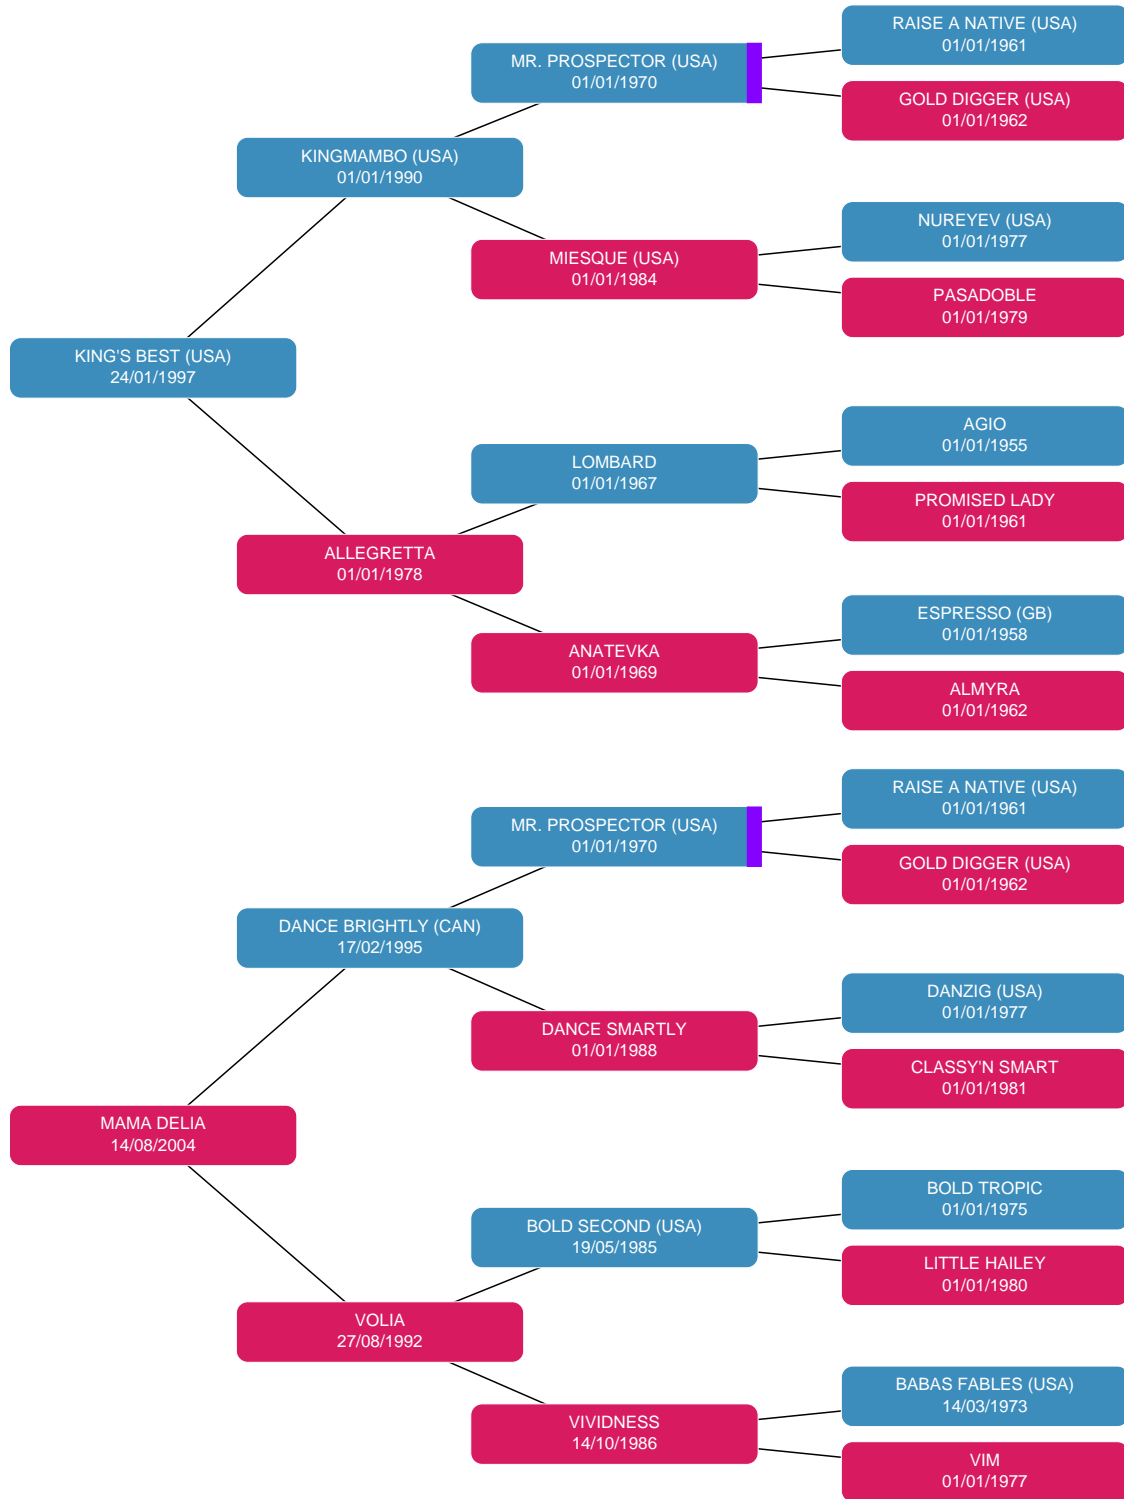 RAISE A NATIVE (USA)
01/01/1961
MR. PROSPECTOR (USA)
01/01/1970
GOLD DIGGER (USA)
01/01/1962
KINGMAMBO (USA)
01/01/1990
NUREYEV (USA)
01/01/1977
MIESQUE (USA)
01/01/1984
PASADOBLE
01/01/1979
KING'S BEST (USA)
24/01/1997
AGIO
01/01/1955
LOMBARD
01/01/1967
PROMISED LADY
01/01/1961
ALLEGRETTA
01/01/1978
ESPRESSO (GB)
01/01/1958
ANATEVKA
01/01/1969
ALMYRA
01/01/1962
RAISE A NATIVE (USA)
01/01/1961
MR. PROSPECTOR (USA)
01/01/1970
GOLD DIGGER (USA)
01/01/1962
DANCE BRIGHTLY (CAN)
17/02/1995
DANZIG (USA)
01/01/1977
DANCE SMARTLY
01/01/1988
CLASSY'N SMART
01/01/1981
MAMA DELIA
14/08/2004
BOLD TROPIC
01/01/1975
BOLD SECOND (USA)
19/05/1985
LITTLE HAILEY
01/01/1980
VOLIA
27/08/1992
BABAS FABLES (USA)
14/03/1973
VIVIDNESS
14/10/1986
VIM
01/01/1977